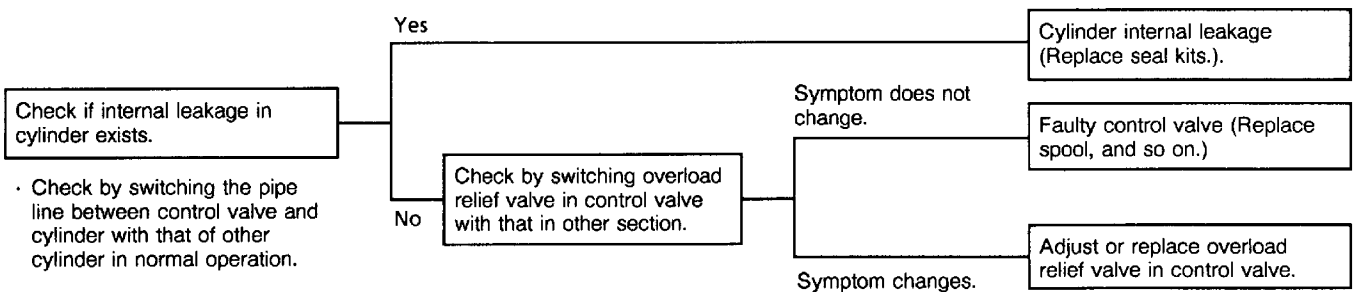 Yes
Cylinder internal leakage
(Replace seal kits.).
Check if internal leakage in
cylinder exists.
· Check by switching the pipe
line between control valve and
cylinder with that of other
cylinder in normal operation.
No
Check by switching overload
relief valve in control valve
with that in other section.
Symptom does not
change.
Faulty control valve (Replace
spool, and so on.)
Symptom changes.
Adjust or replace overload
relief valve in control valve.